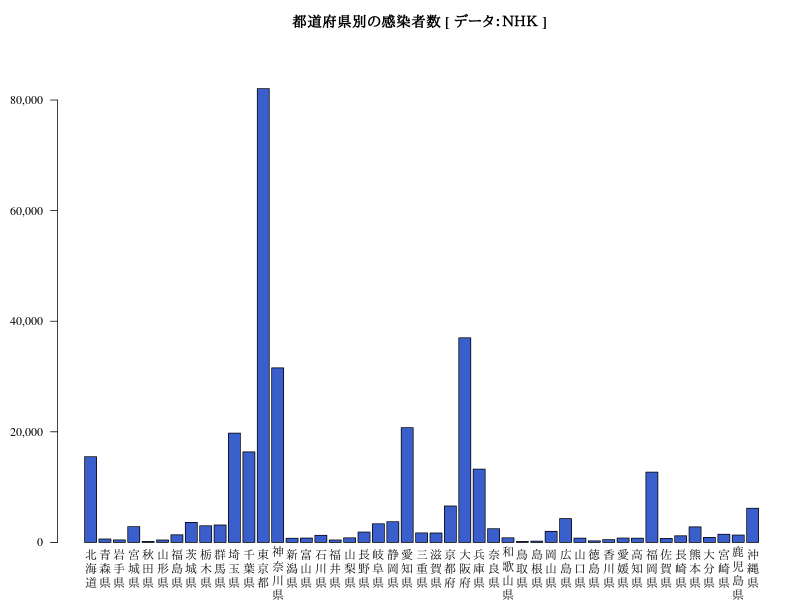 都道府県別の感染者数 [ データ：NHK ]
80,000
60,000
40,000
20,000
0
北海道
青森県
岩手県
宮城県
秋田県
山形県
福島県
茨城県
栃木県
群馬県
埼玉県
千葉県
東京都
神奈川県
新潟県
富山県
石川県
福井県
山梨県
長野県
岐阜県
静岡県
愛知県
三重県
滋賀県
京都府
大阪府
兵庫県
奈良県
和歌山県
鳥取県
島根県
岡山県
広島県
山口県
徳島県
香川県
愛媛県
高知県
福岡県
佐賀県
長崎県
熊本県
大分県
宮崎県
鹿児島県
沖縄県